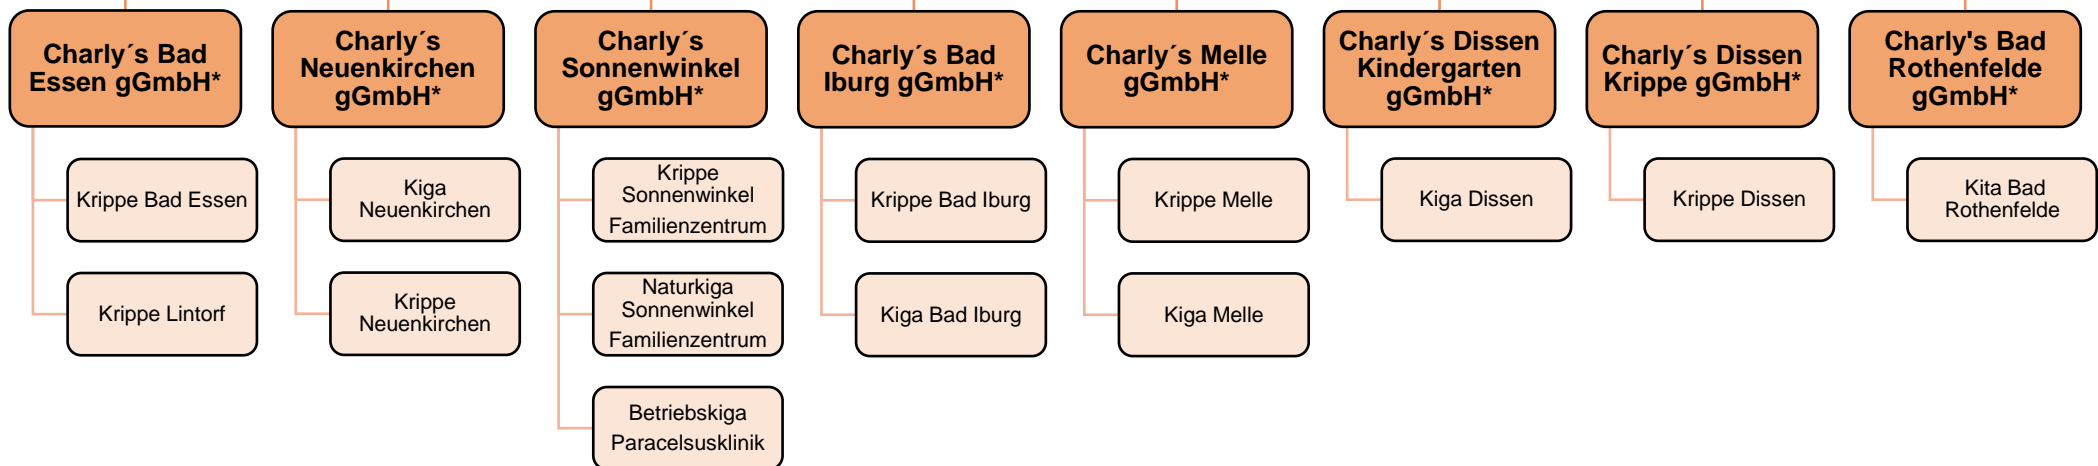 Charly´s Bad
Essen gGmbH*
Charly´s
Neuenkirchen
gGmbH*
Charly´s
Sonnenwinkel
gGmbH*
Charly´s Bad
Iburg gGmbH*
Charly´s Melle
gGmbH*
Charly´s Dissen
Kindergarten
gGmbH*
Charly´s Dissen
Krippe gGmbH*
Charly's Bad
Rothenfelde
gGmbH*
Krippe Bad Essen
Kiga
Neuenkirchen
Krippe
Sonnenwinkel
Familienzentrum
Krippe Bad Iburg
Krippe Melle
Kiga Dissen
Krippe Dissen
Kita Bad
Rothenfelde
Krippe Lintorf
Krippe
Neuenkirchen
Naturkiga
Sonnenwinkel
Familienzentrum
Kiga Bad Iburg
Kiga Melle
Betriebskiga
Paracelsusklinik